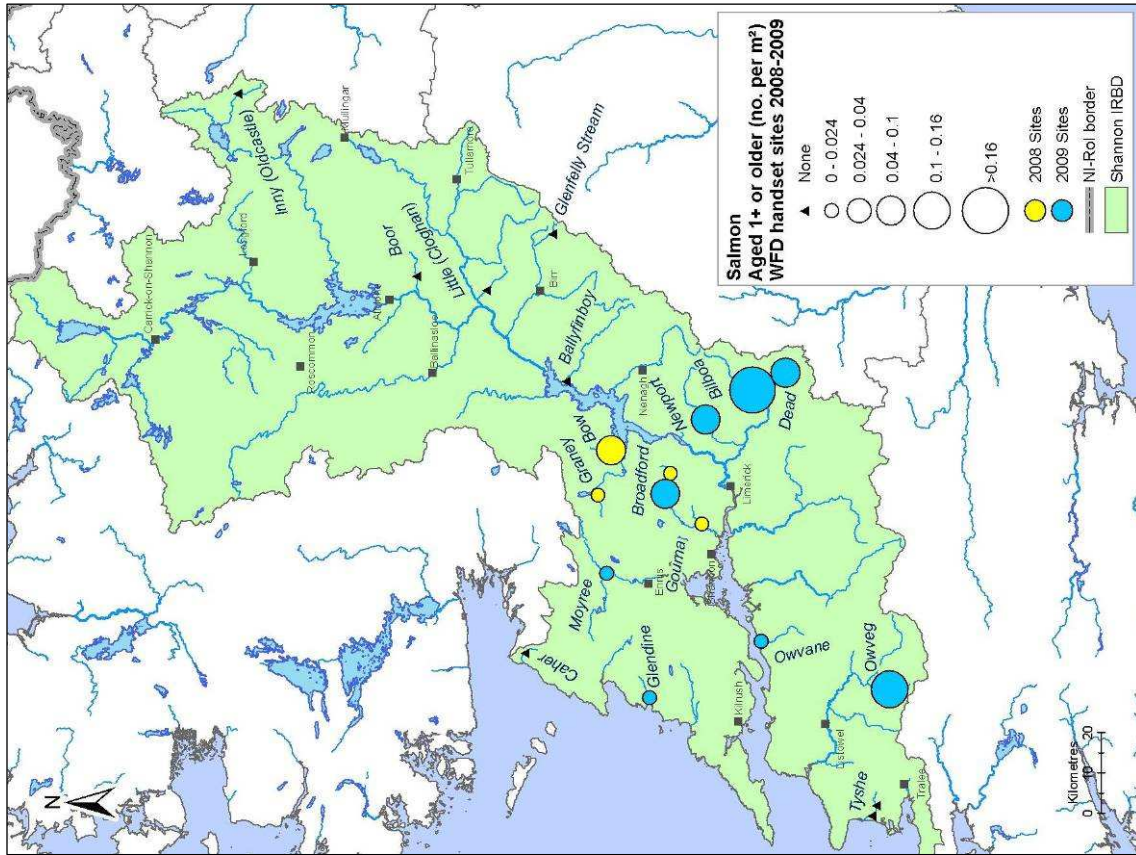 N
Carrick-on-Shannon
Longford
Inny (Oldcastle)
Mullingar
Roscommon
Athlone
Boor
Ballinasloe
Little (Cloghan)
Tullamore
Glenfelly Stream
Birr
Ballyfinboy
Nenagh
Graney
Bow
Newport
Bilboa
Dead
Broadford
Limerick
Gourna
Shannon
Ennis
Moyree
Caher
Glendine
Kilrush
Owvane
Owveg
Listowel
Tyshe
Tralee
Kilometres
0 10 20
Salmon
Aged 1+ or older (no. per m²)
WFD handset sites 2008-2009
None
0 - 0.024
0.024 - 0.04
0.04 - 0.1
0.1 - 0.16
>0.16
2008 Sites
2009 Sites
NI-RoI border
Shannon IRBD